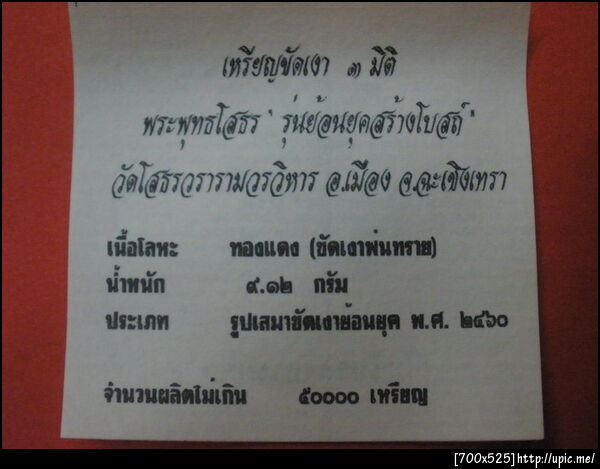 เหรียญขัดเงา ๓ มิติ
พระพุทธโสธร "รุ่นย้อนยุคสร้างโบสถ์"
วัดโสธรวรารามวรวิหาร อ.เมือง จ.ฉะเชิงเทรา
เนื้อโลหะ ทองแดง (ขัดเงาพ่นทราย)
น้ำหนัก ๙.๑๒ กรัม
ประเภท รูปเสมาขัดเงาย้อนยุค พ.ศ. ๒๔๖๐
จำนวนผลิตไม่เกิน ๕๐๐๐๐ เหรียญ
[700x525]http://upic.me/